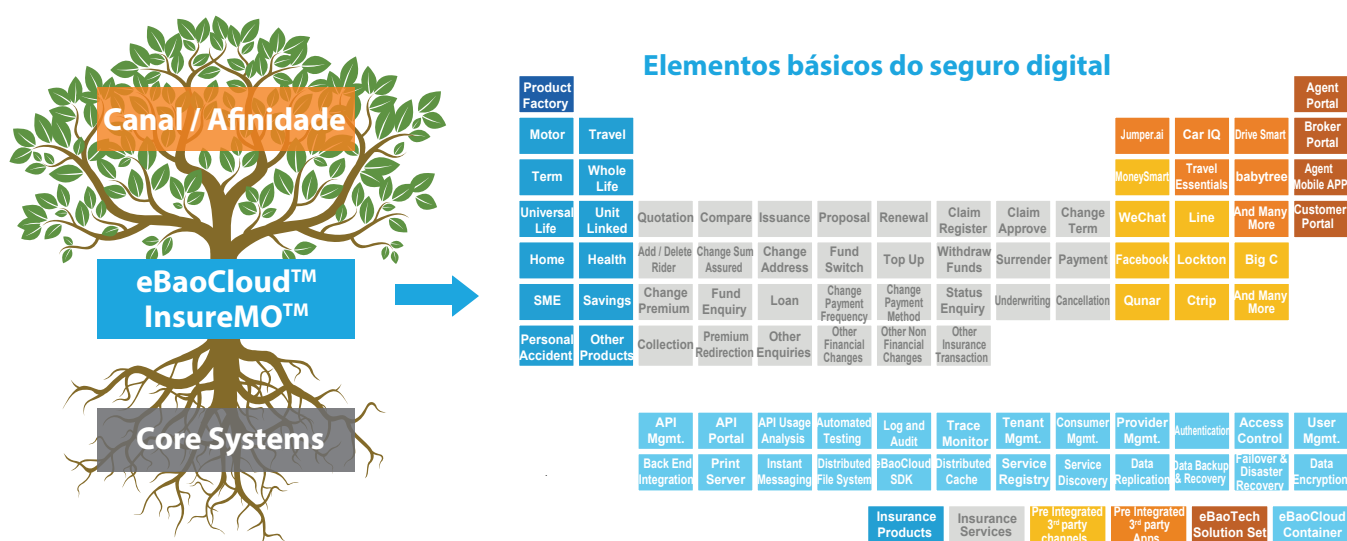 Canal / Afinidade
eBaoCloud™
InsureMO™
Core Systems
Elementos básicos do seguro digital
Product
Factory
Agent
Portal
Motor
Travel
Jumper.ai
Car IQ
Drive Smart
Broker
Portal
Term
Whole
Life
MoneySmart
Travel
Essentials
babytree
Agent
Mobile APP
Universal
Life
Unit
Linked
Quotation
Compare
Issuance
Proposal
Renewal
Claim
Register
Claim
Approve
Change
Term
WeChat
Line
And Many
More
Customer
Portal
Home
Health
Add / Delete
Rider
Change Sum
Assured
Change
Address
Fund
Switch
Top Up
Withdraw
Funds
Surrender
Payment
Facebook
Lockton
Big C
SME
Savings
Change
Premium
Fund
Enquiry
Loan
Change
Payment
Frequency
Change
Payment
Method
Status
Enquiry
Underwriting
Cancellation
Qunar
Ctrip
And Many
More
Personal
Accident
Other
Products
Collection
Premium
Redirection
Other
Enquiries
Other
Financial
Changes
Other Non
Financial
Changes
Other
Insurance
Transaction
API
Mgmt.
API
Portal
API Usage
Analysis
Automated
Testing
Log and
Audit
Trace
Monitor
Tenant
Mgmt.
Consumer
Mgmt.
Provider
Mgmt.
Authentication
Access
Control
User
Mgmt.
Back End
Integration
Print
Server
Instant
Messaging
Distributed
File System
eBaoCloud
SDK
Distributed
Cache
Service
Registry
Service
Discovery
Data
Replication
Data Backup
& Recovery
Failover &
Disaster
Recovery
Data
Encryption
Insurance
Products
Insurance
Services
Pre Integrated
3rd party
channels
Pre Integrated
3rd party
Apps
eBaoTech
Solution Set
eBaoCloud
Container